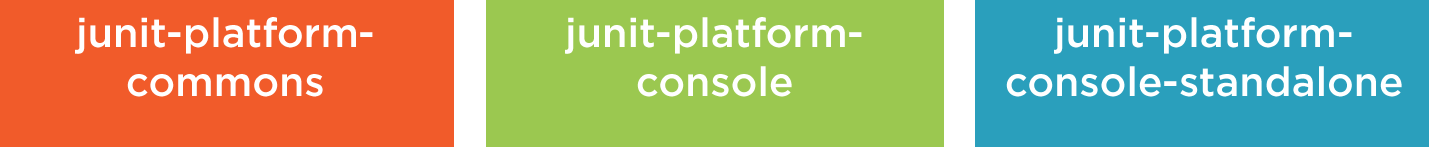 junit-platform-
commons
junit-platform-
console
junit-platform-
console-standalone